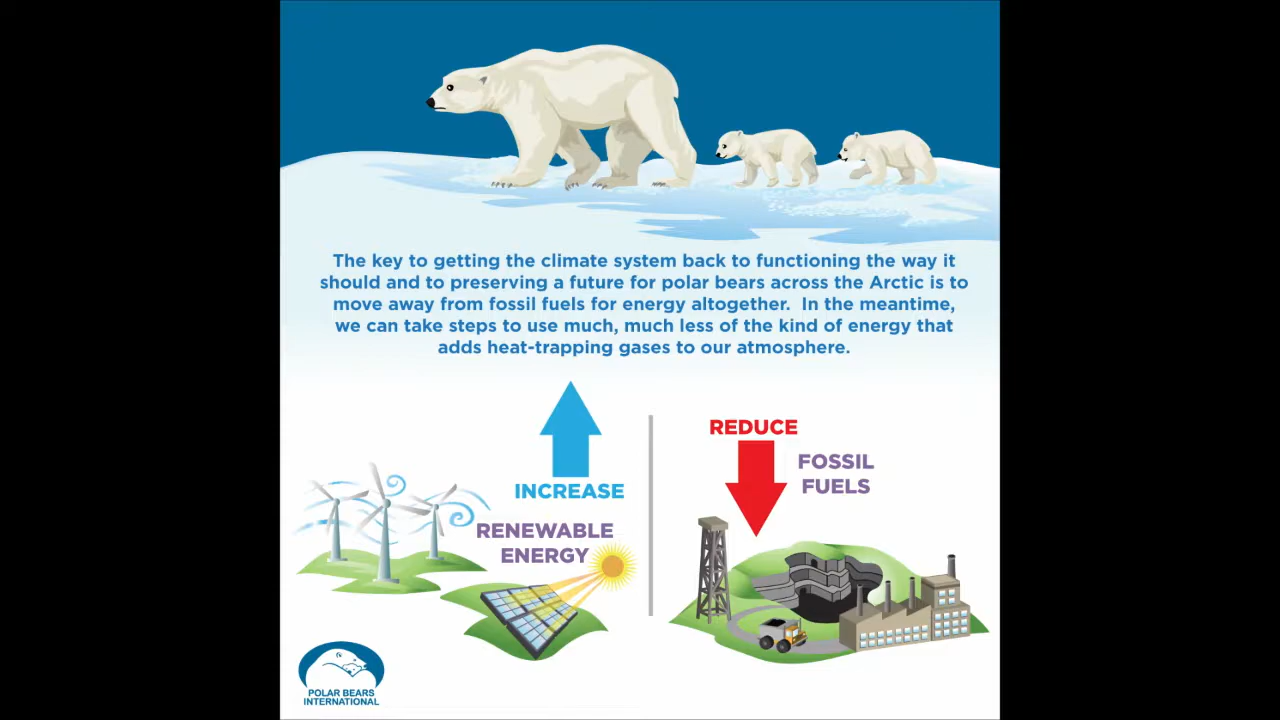 The key to getting the climate system back to functioning the way it
should and to preserving a future for polar bears across the Arctic is to
move away from fossil fuels for energy altogether.  In the meantime,
we can take steps to use much, much less of the kind of energy that
adds heat-trapping gases to our atmosphere.
INCREASE
RENEWABLE
ENERGY
REDUCE
FOSSIL
FUELS
POLAR BEARS
INTERNATIONAL